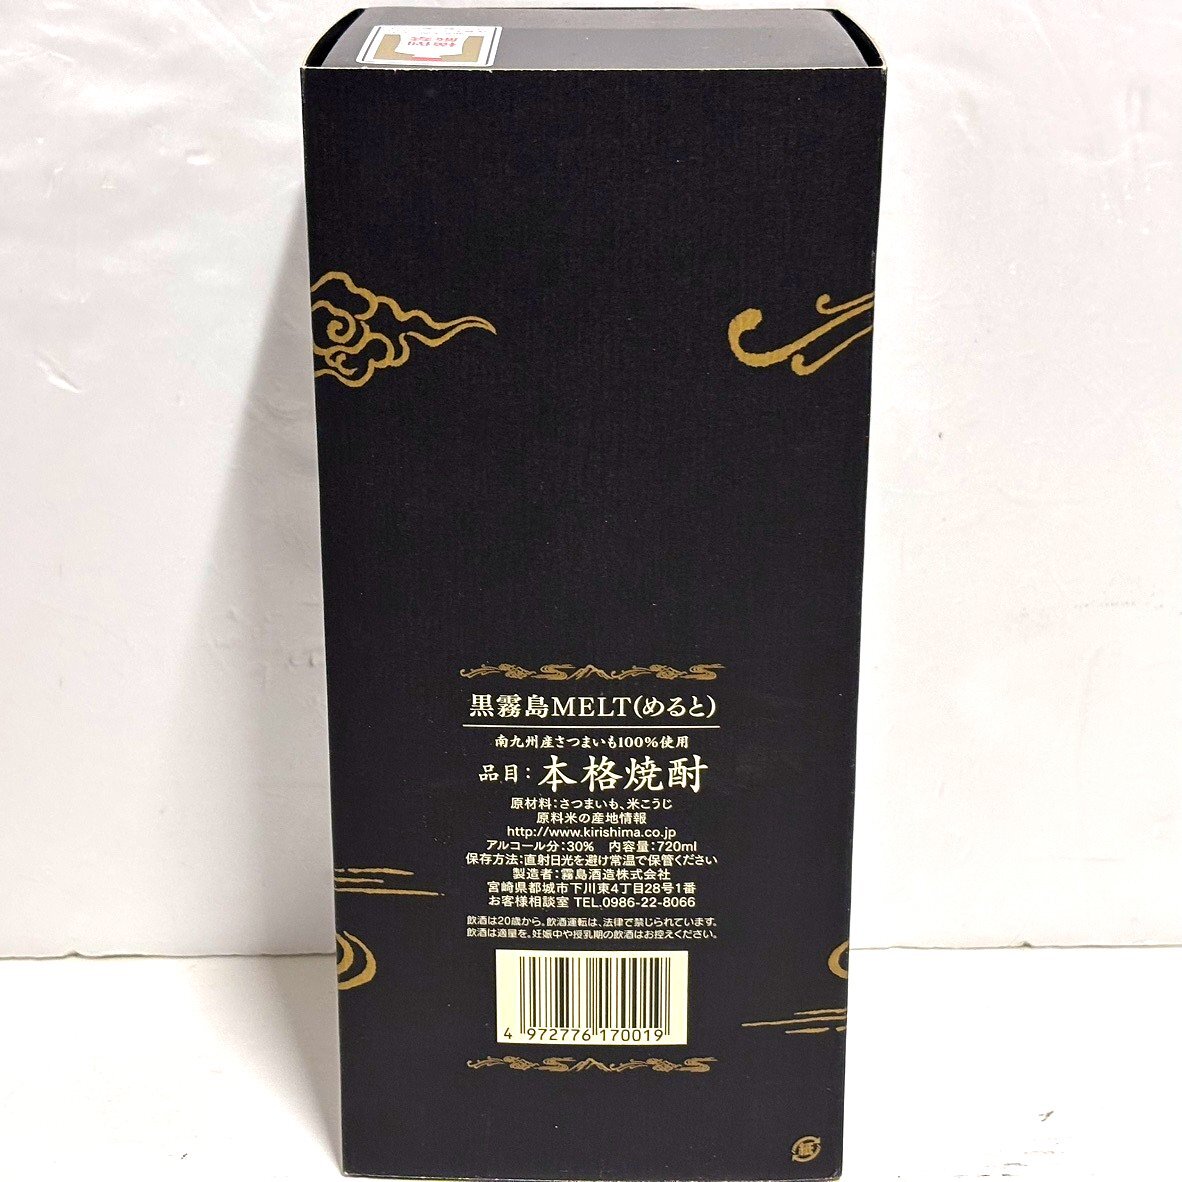 黒霧島MELT(めると)
南九州産さつまいも100%使用
品目：本格焼酎
原材料：さつまいも、米こうじ
原料米の産地情報
http://www.kirishima.co.jp
アルコール分：30%　内容量：720ml
保存方法：直射日光を避け常温で保管ください
製造者：霧島酒造株式会社
宮崎県都城市下川東4丁目28号1番
お客様相談室 TEL.0986-22-8066
飲酒は20歳から。飲酒運転は、法律で禁じられています。
飲酒は適量を。妊娠中や授乳期の飲酒はお控えください。
4 972776 170019
紙